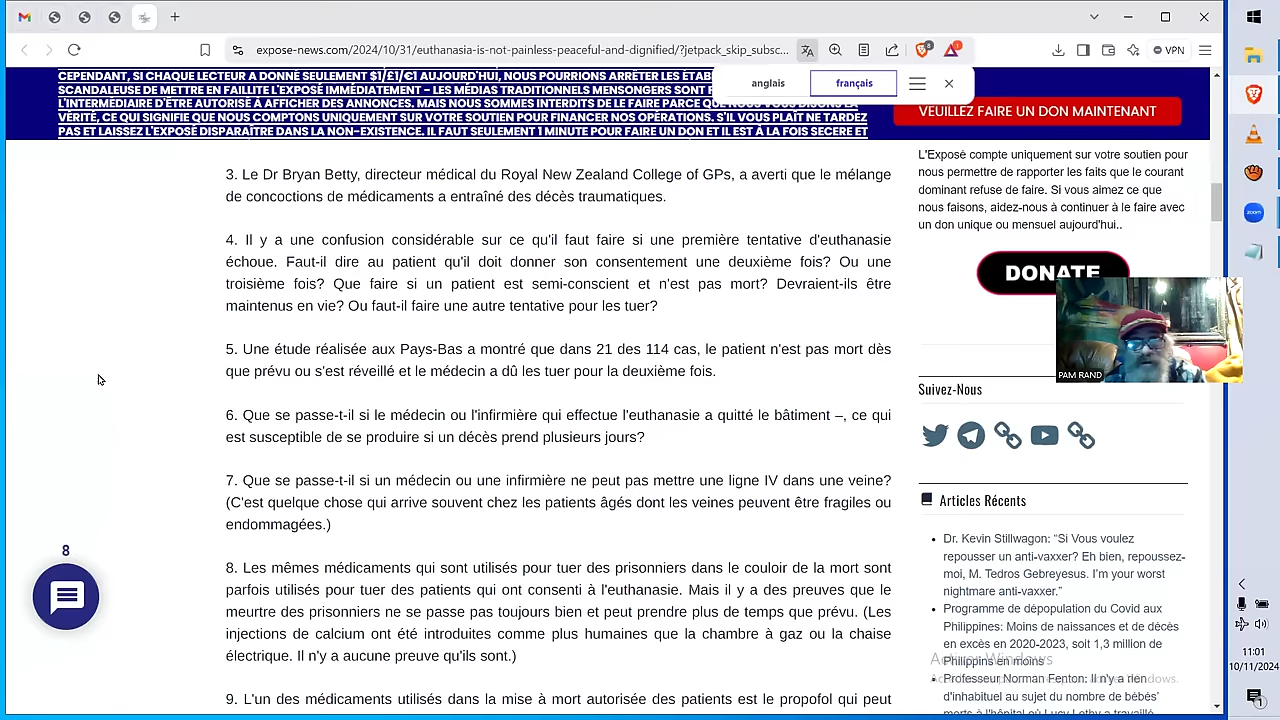 expose-news.com/2024/10/31/euthanasia-is-not-painless-peaceful-and-dignified/?jetpack_skip_subsc...
8
1
VPN
anglais
français
CEPENDANT, SI CHAQUE LECTEUR A DONNÉ SEULEMENT $1/£1/€1 AUJOURD'HUI, NOUS POURRIONS ARRÊTER LES
SCANDALEUSE DE METTRE EN FAILLITE L'EXPOSÉ IMMÉDIATEMENT – LES MÉDIAS TRADITIONNELS MENSONGERS SONT
L'INTERMÉDIAIRE D'ÊTRE AUTORISÉ À AFFICHER DES ANNONCES. MAIS NOUS SOMMES INTERDITS DE LE FAIRE PARCE QUE NOUS VOUS DISONS LA
VÉRITÉ, CE QUI SIGNIFIE QUE NOUS COMPTONS UNIQUEMENT SUR VOTRE SOUTIEN POUR FINANCER NOS OPÉRATIONS. S'IL VOUS PLAÎT NE TARDEZ
PAS ET LAISSEZ L'EXPOSÉ DISPARAÎTRE DANS LA NON-EXISTENCE. IL FAUT SEULEMENT 1 MINUTE POUR FAIRE UN DON ET IL EST À LA FOIS SECERE ET
VEUILLEZ FAIRE UN DON MAINTENANT
3. Le Dr Bryan Betty, directeur médical du Royal New Zealand College of GPs, a averti que le mélange
de concoctions de médicaments a entraîné des décès traumatiques.
4. Il y a une confusion considérable sur ce qu'il faut faire si une première tentative d'euthanasie
échoue. Faut-il dire au patient qu'il doit donner son consentement une deuxième fois? Ou une
troisième fois? Que faire si un patient est semi-conscient et n'est pas mort? Devraient-ils être
maintenus en vie? Ou faut-il faire une autre tentative pour les tuer?
5. Une étude réalisée aux Pays-Bas a montré que dans 21 des 114 cas, le patient n'est pas mort dès
que prévu ou s'est réveillé et le médecin a dû les tuer pour la deuxième fois.
6. Que se passe-t-il si le médecin ou l'infirmière qui effectue l'euthanasie a quitté le bâtiment –, ce qui
est susceptible de se produire si un décès prend plusieurs jours?
7. Que se passe-t-il si un médecin ou une infirmière ne peut pas mettre une ligne IV dans une veine?
(C'est quelque chose qui arrive souvent chez les patients âgés dont les veines peuvent être fragiles ou
endommagées.)
8. Les mêmes médicaments qui sont utilisés pour tuer des prisonniers dans le couloir de la mort sont
parfois utilisés pour tuer des patients qui ont consenti à l'euthanasie. Mais il y a des preuves que le
meurtre des prisonniers ne se passe pas toujours bien et peut prendre plus de temps que prévu. (Les
injections de calcium ont été introduites comme plus humaines que la chambre à gaz ou la chaise
électrique. Il n'y a aucune preuve qu'ils sont.)
9. L'un des médicaments utilisés dans la mise à mort autorisée des patients est le propofol qui peut
8
L'Exposé compte uniquement sur votre soutien pour
nous permettre de rapporter les faits que le courant
dominant refuse de faire. Si vous aimez ce que
nous faisons, aidez-nous à continuer à le faire avec
un don unique ou mensuel aujourd'hui..
DONATE
PAM RAND
Suivez-Nous
Articles Récents
Dr. Kevin Stillwagon: “Si Vous voulez
repousser un anti-vaxxer? Eh bien, repoussez-
moi, M. Tedros Gebreyesus. I'm your worst
nightmare anti-vaxxer.”
Programme de dépopulation du Covid aux
Philippines: Moins de naissances et de décès
en excès en 2020-2023, soit 1,3 million de
Philippins en moins
Professeur Norman Fenton: Il n'y a rien
d'inhabituel au sujet du nombre de bébés'
morts à l'hôpital où Lucy Letby a travaillé
Activer Windows
zoom
11:01
10/11/2024
1